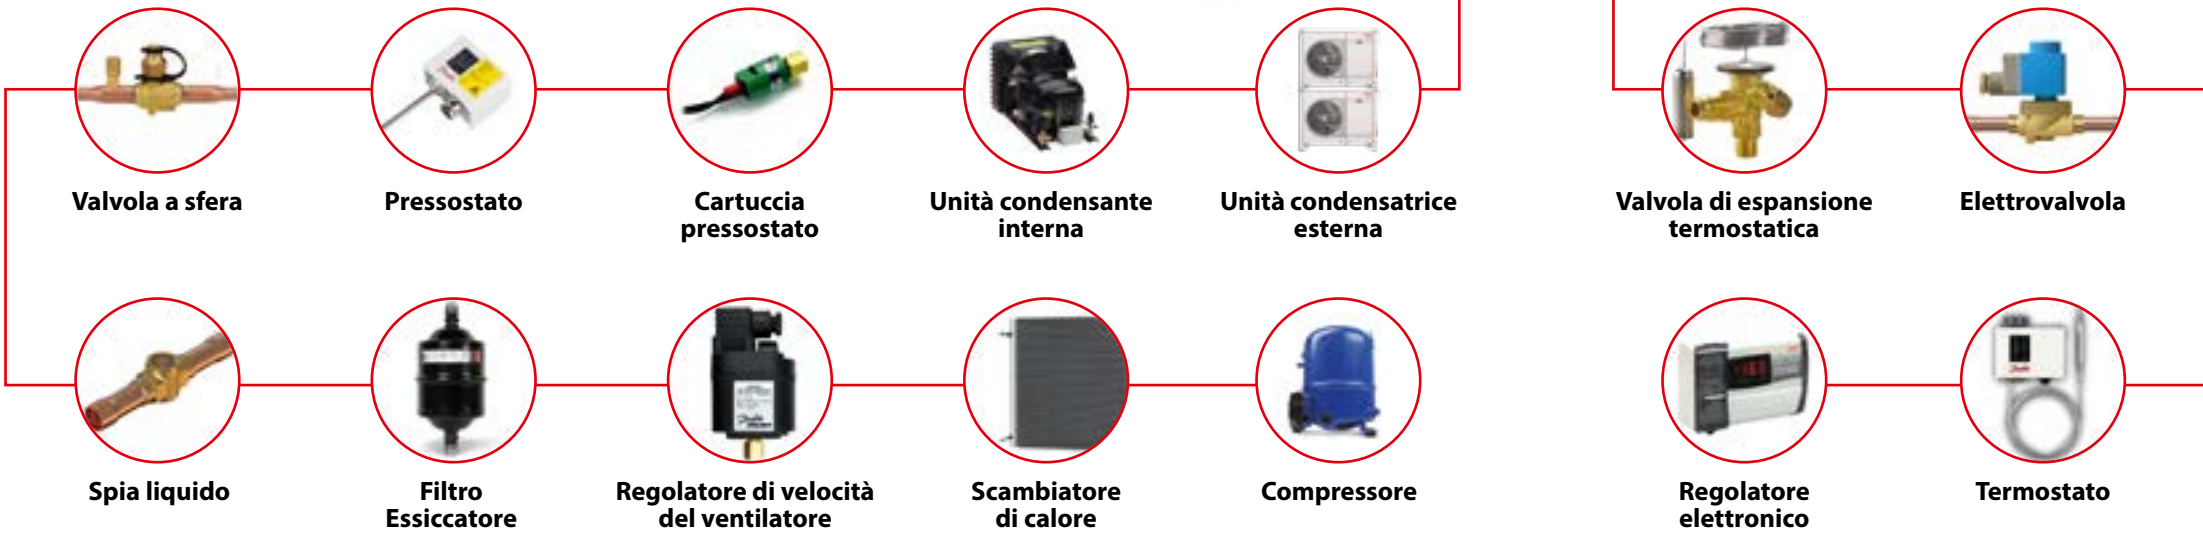 Valvola a sfera
Pressostato
Cartuccia
pressostato
Unità condensante
interna
Unità condensatrice
esterna
Valvola di espansione
termostatica
Elettrovalvola
Spia liquido
Filtro
Essiccatore
Regolatore di velocità
del ventilatore
Scambiatore
di calore
Compressore
Regolatore
elettronico
Termostato